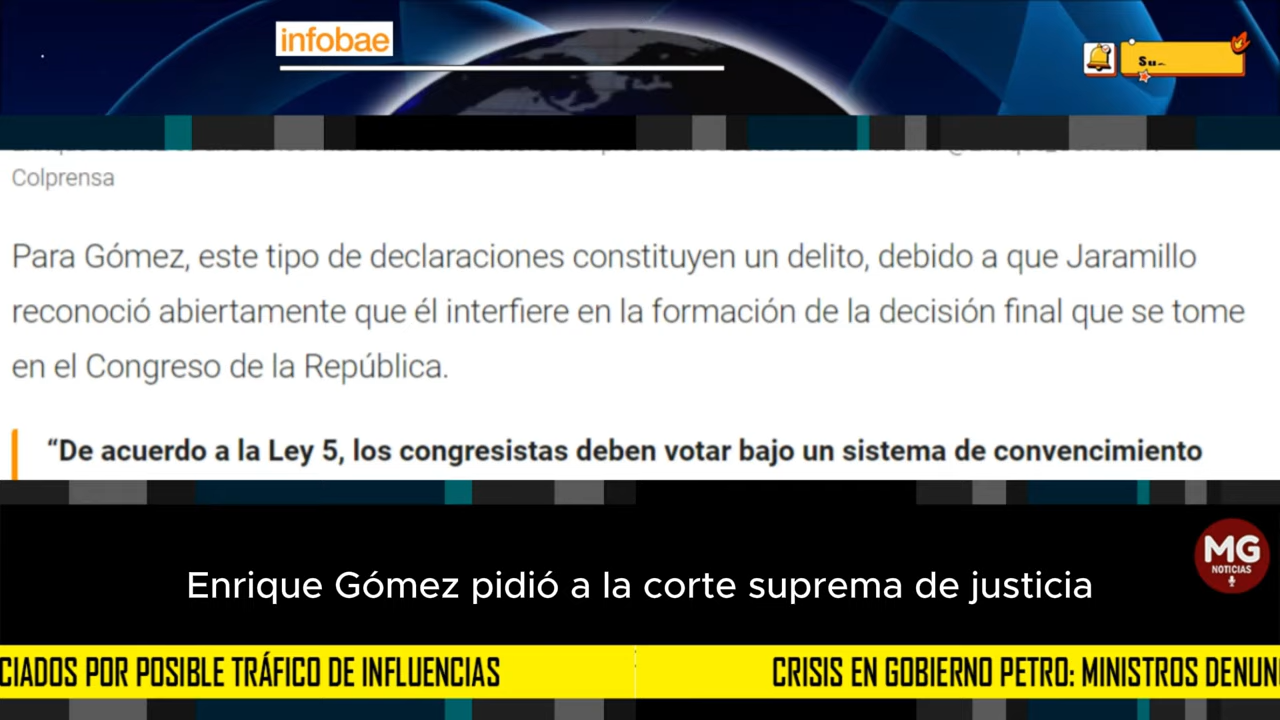 infobae
Su
Colprensa
Para Gómez, este tipo de declaraciones constituyen un delito, debido a que Jaramillo
reconoció abiertamente que él interfiere en la formación de la decisión final que se tome
en el Congreso de la República.
“De acuerdo a la Ley 5, los congresistas deben votar bajo un sistema de convencimiento
MG
NOTICIAS
Enrique Gómez pidió a la corte suprema de justicia
CIADOS POR POSIBLE TRÁFICO DE INFLUENCIAS
CRISIS EN GOBIERNO PETRO: MINISTROS DENUN